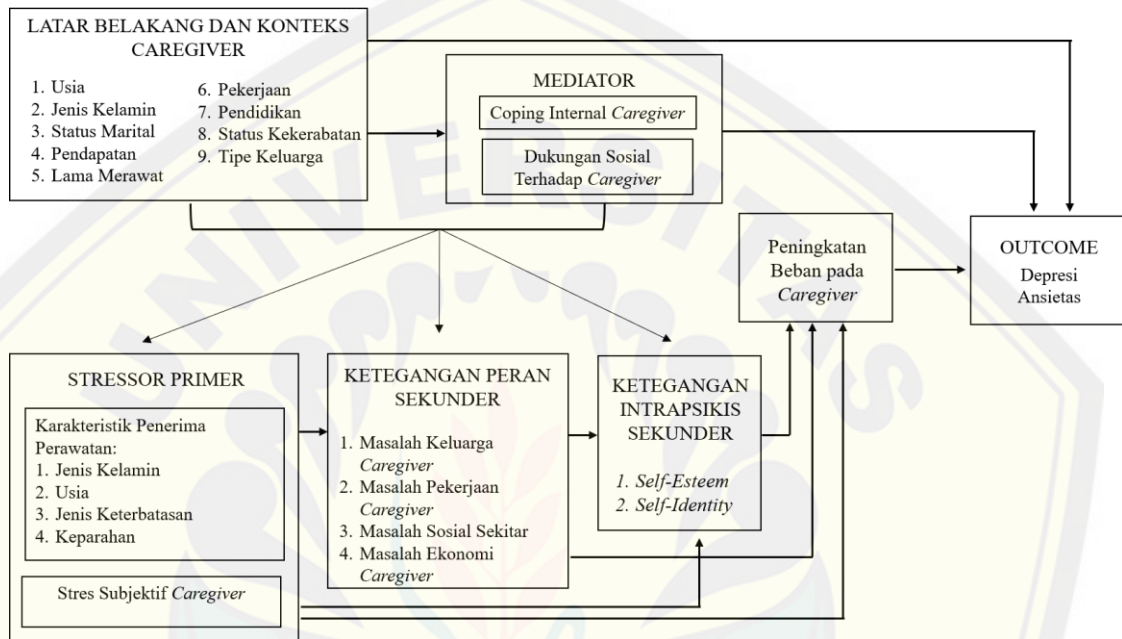 LATAR BELAKANG DAN KONTEKS
CAREGIVER
1. Usia
2. Jenis Kelamin
3. Status Marital
4. Pendapatan
5. Lama Merawat
6. Pekerjaan
7. Pendidikan
8. Status Kekerabatan
9. Tipe Keluarga
MEDIATOR
Coping Internal Caregiver
Dukungan Sosial
Terhadap Caregiver
Peningkatan
Beban pada
Caregiver
OUTCOME
Depresi
Ansietas
STRESSOR PRIMER
Karakteristik Penerima
Perawatan:
1. Jenis Kelamin
2. Usia
3. Jenis Keterbatasan
4. Keparahan
Stres Subjektif Caregiver
KETEGANGAN PERAN
SEKUNDER
1. Masalah Keluarga
Caregiver
2. Masalah Pekerjaan
Caregiver
3. Masalah Sosial Sekitar
4. Masalah Ekonomi
Caregiver
KETEGANGAN
INTRAPSIKIS
SEKUNDER
1. Self-Esteem
2. Self-Identity
UNIVERSITAS